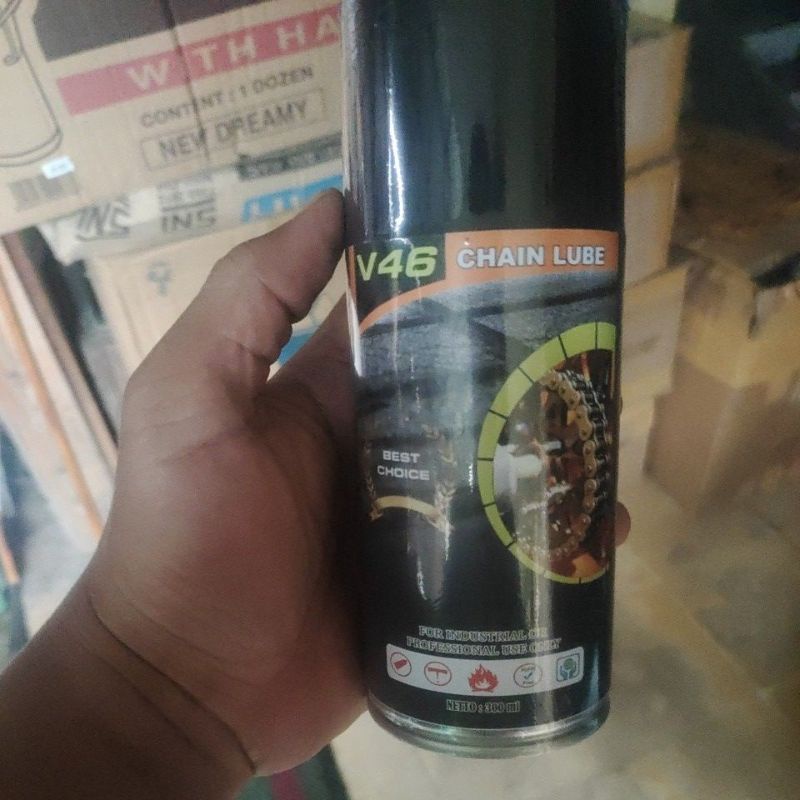 WITH HA
CONTENT : 1 DOZEN
NEW DREAMY
INS
V46 CHAIN LUBE
BEST
CHOICE
FOR INDUSTRIAL OR
PROFESSIONAL USE ONLY
NETTO : 300 ml